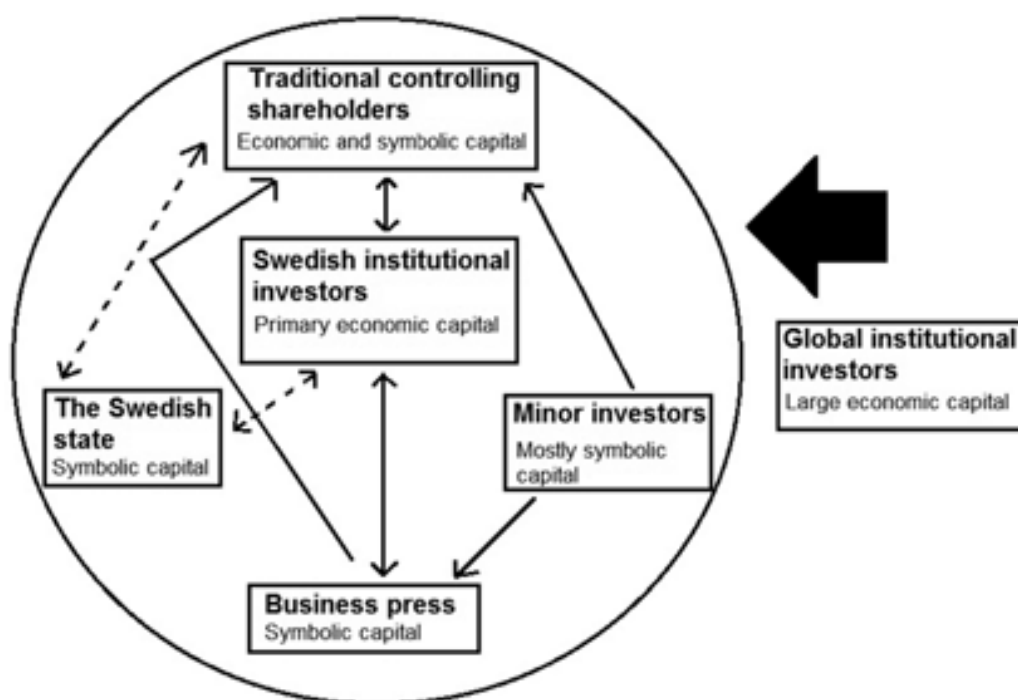 Traditional controlling
shareholders
Economic and symbolic capital
Swedish institutional
investors
Primary economic capital
Global institutional
investors
Large economic capital
The Swedish
state
Symbolic capital
Minor investors
Mostly symbolic
capital
Business press
Symbolic capital